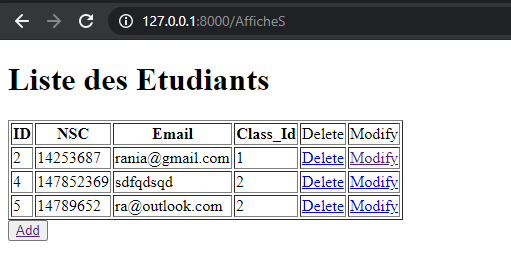 127.0.0.1:8000/AfficheS
Liste des Etudiants
ID NSC Email Class_Id Delete Modify
2 14253687 rania@gmail.com 1 Delete Modify
4 147852369 sdfqdsqd 2 Delete Modify
5 14789652 ra@outlook.com 2 Delete Modify
Add